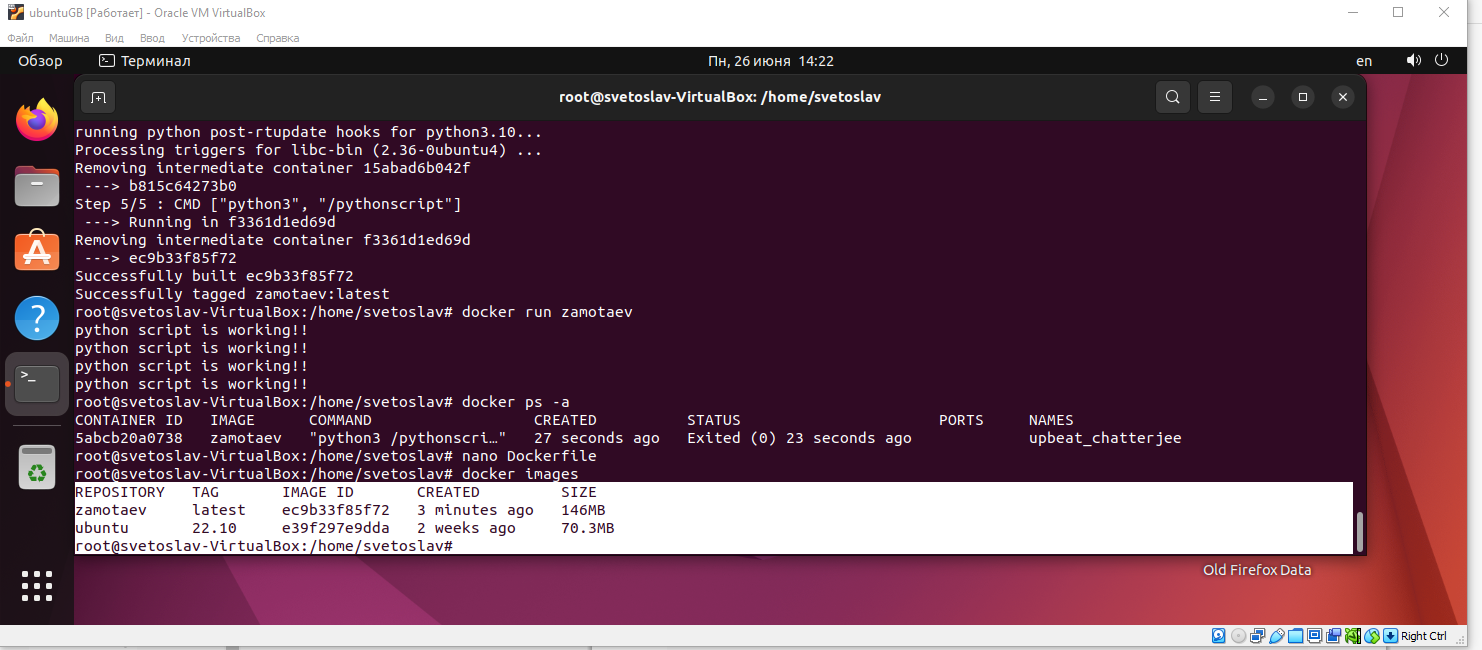 ubuntuGB [Работает] - Oracle VM VirtualBox
Файл Машина Вид Ввод Устройства Справка
Обзор Терминал Пн, 26 июня 14:22 en
root@svetoslav-VirtualBox: /home/svetoslav
running python post-rtupdate hooks for python3.10...
Processing triggers for libc-bin (2.36-0ubuntu4) ...
Removing intermediate container 15abad6b042f
 ---> b815c64273b0
Step 5/5 : CMD ["python3", "/pythonscript"]
 ---> Running in f3361d1ed69d
Removing intermediate container f3361d1ed69d
 ---> ec9b33f85f72
Successfully built ec9b33f85f72
Successfully tagged zamotaev:latest
root@svetoslav-VirtualBox:/home/svetoslav# docker run zamotaev
python script is working!!
python script is working!!
python script is working!!
python script is working!!
root@svetoslav-VirtualBox:/home/svetoslav# docker ps -a
CONTAINER ID   IMAGE      COMMAND                  CREATED          STATUS                      PORTS     NAMES
5abcb20a0738   zamotaev   "python3 /pythonscri…"   27 seconds ago   Exited (0) 23 seconds ago             upbeat_chatterjee
root@svetoslav-VirtualBox:/home/svetoslav# nano Dockerfile
root@svetoslav-VirtualBox:/home/svetoslav# docker images
REPOSITORY   TAG       IMAGE ID       CREATED         SIZE
zamotaev     latest    ec9b33f85f72   3 minutes ago   146MB
ubuntu       22.10     e39f297e9dda   2 weeks ago     70.3MB
root@svetoslav-VirtualBox:/home/svetoslav#
Old Firefox Data
Right Ctrl